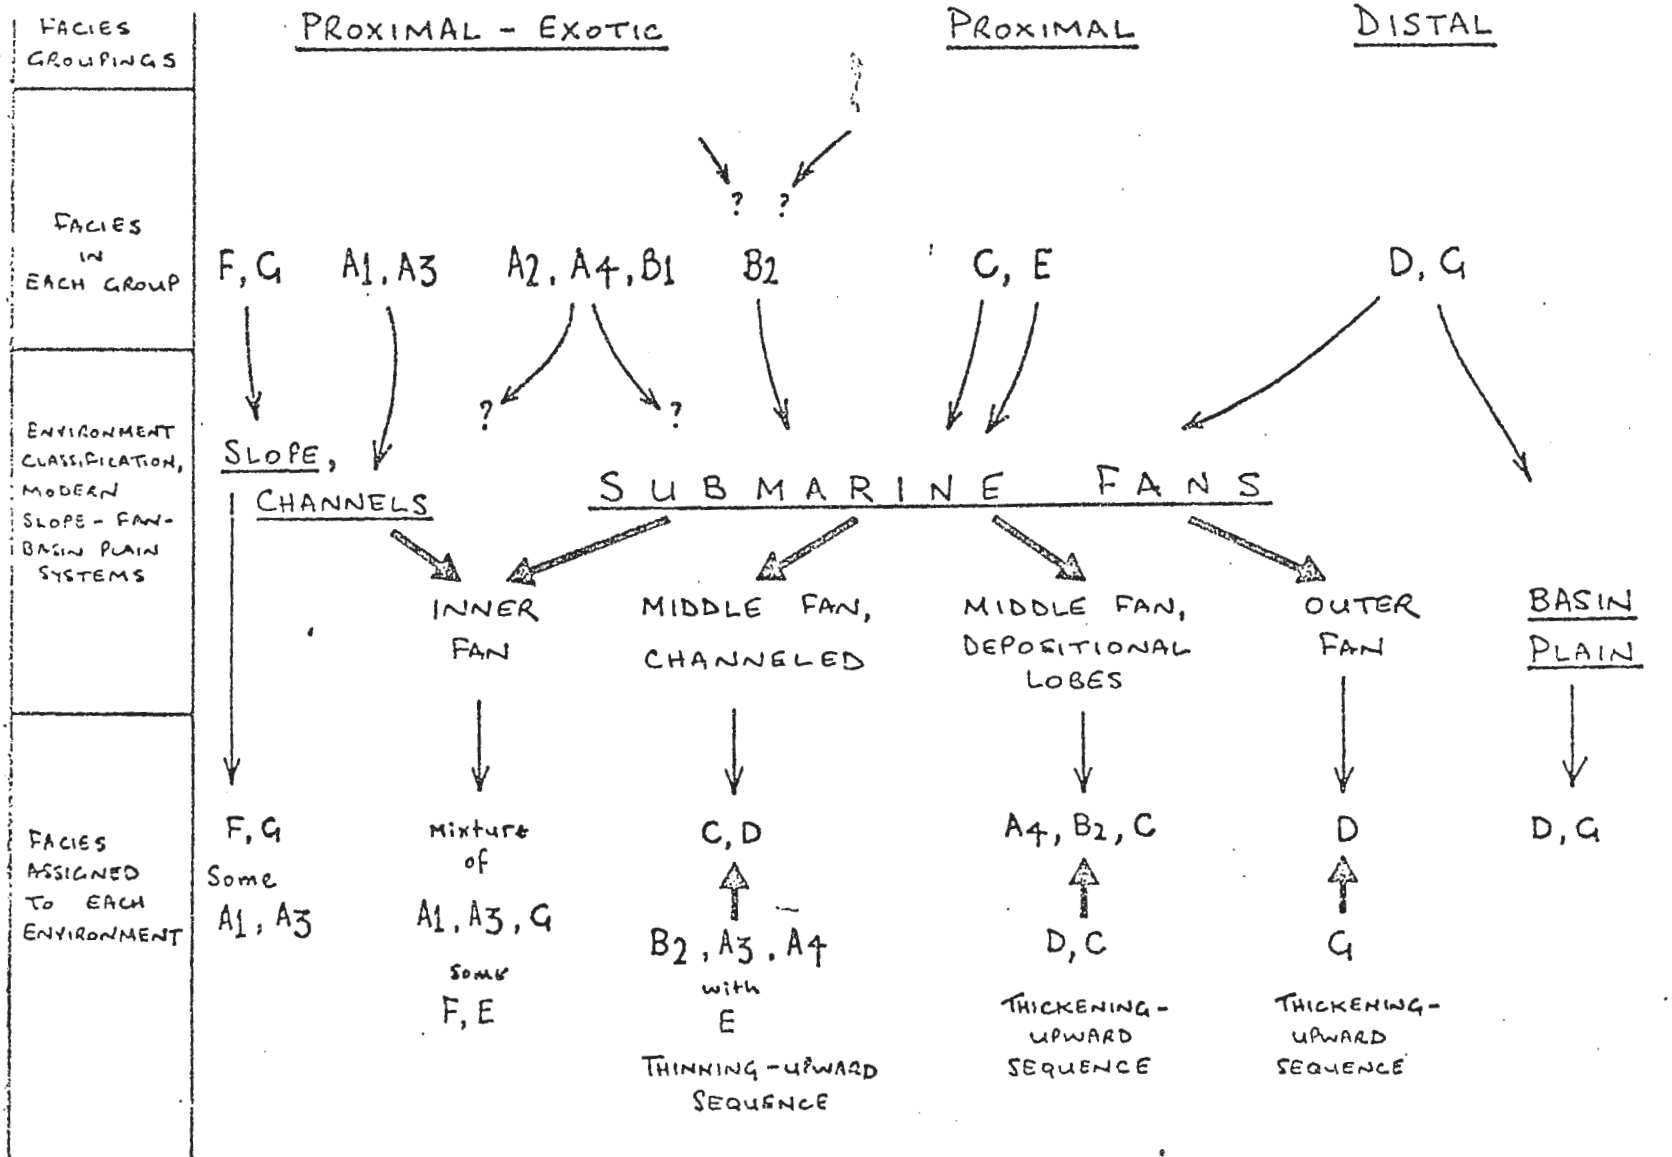 FACIES
GROUPINGS
PROXIMAL - EXOTIC
PROXIMAL
DISTAL
? ?
FACIES
IN
EACH GROUP
F, G
A1, A3
A2, A4, B1
B2
C, E
D, G
? ?
ENVIRONMENT
CLASSIFICATION,
MODERN
SLOPE - FAN -
BASIN PLAIN
SYSTEMS
SLOPE,
CHANNELS
SUBMARINE FANS
INNER
FAN
MIDDLE FAN,
CHANNELED
MIDDLE FAN,
DEPOSITIONAL
LOBES
OUTER
FAN
BASIN
PLAIN
FACIES
ASSIGNED
TO EACH
ENVIRONMENT
F, G
Some
A1, A3
Mixture
of
A1, A3, G
some
F, E
C, D
B2, A3, A4
with
E
THINNING - UPWARD
SEQUENCE
A4, B2, C
D, C
THICKENING -
UPWARD
SEQUENCE
D
G
THICKENING -
UPWARD
SEQUENCE
D, G